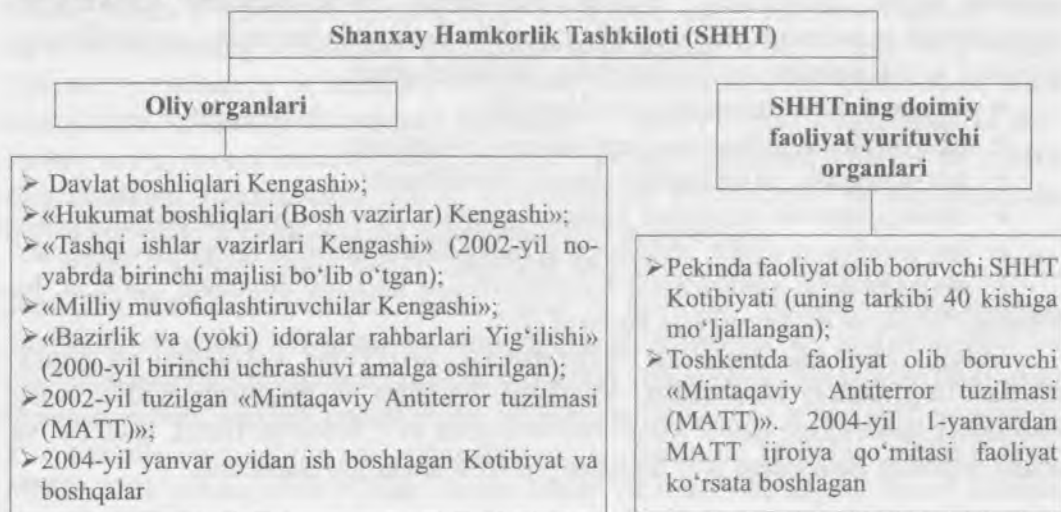 Shanxay Hamkorlik Tashkiloti (SHHT)
Oliy organlari
➢ Davlat boshliqlari Kengashi»;
➢«Hukumat boshliqlari (Bosh vazirlar) Kengashi»;
➢«Tashqi ishlar vazirlari Kengashi» (2002-yil no-
yabrda birinchi majlisi bo‘lib o‘tgan);
➢«Milliy muvofiqlashtiruvchilar Kengashi»;
➢«Bazirlik va (yoki) idoralar rahbarlari Yig‘ilishi»
(2000-yil birinchi uchrashuvi amalga oshirilgan);
➢2002-yil tuzilgan «Mintaqaviy Antiterror tuzilmasi
(MATT)»;
➢2004-yil yanvar oyidan ish boshlagan Kotibiyat va
boshqalar
SHHTning doimiy
faoliyat yurituvchi
organlari
➢Pekinda faoliyat olib boruvchi SHHT
Kotibiyati (uning tarkibi 40 kishiga
mo‘ljallangan);
➢Toshkentda faoliyat olib boruvchi
«Mintaqaviy Antiterror tuzilmasi
(MATT)». 2004-yil 1-yanvardan
MATT ijroiya qo‘mitasi faoliyat
ko‘rsata boshlagan